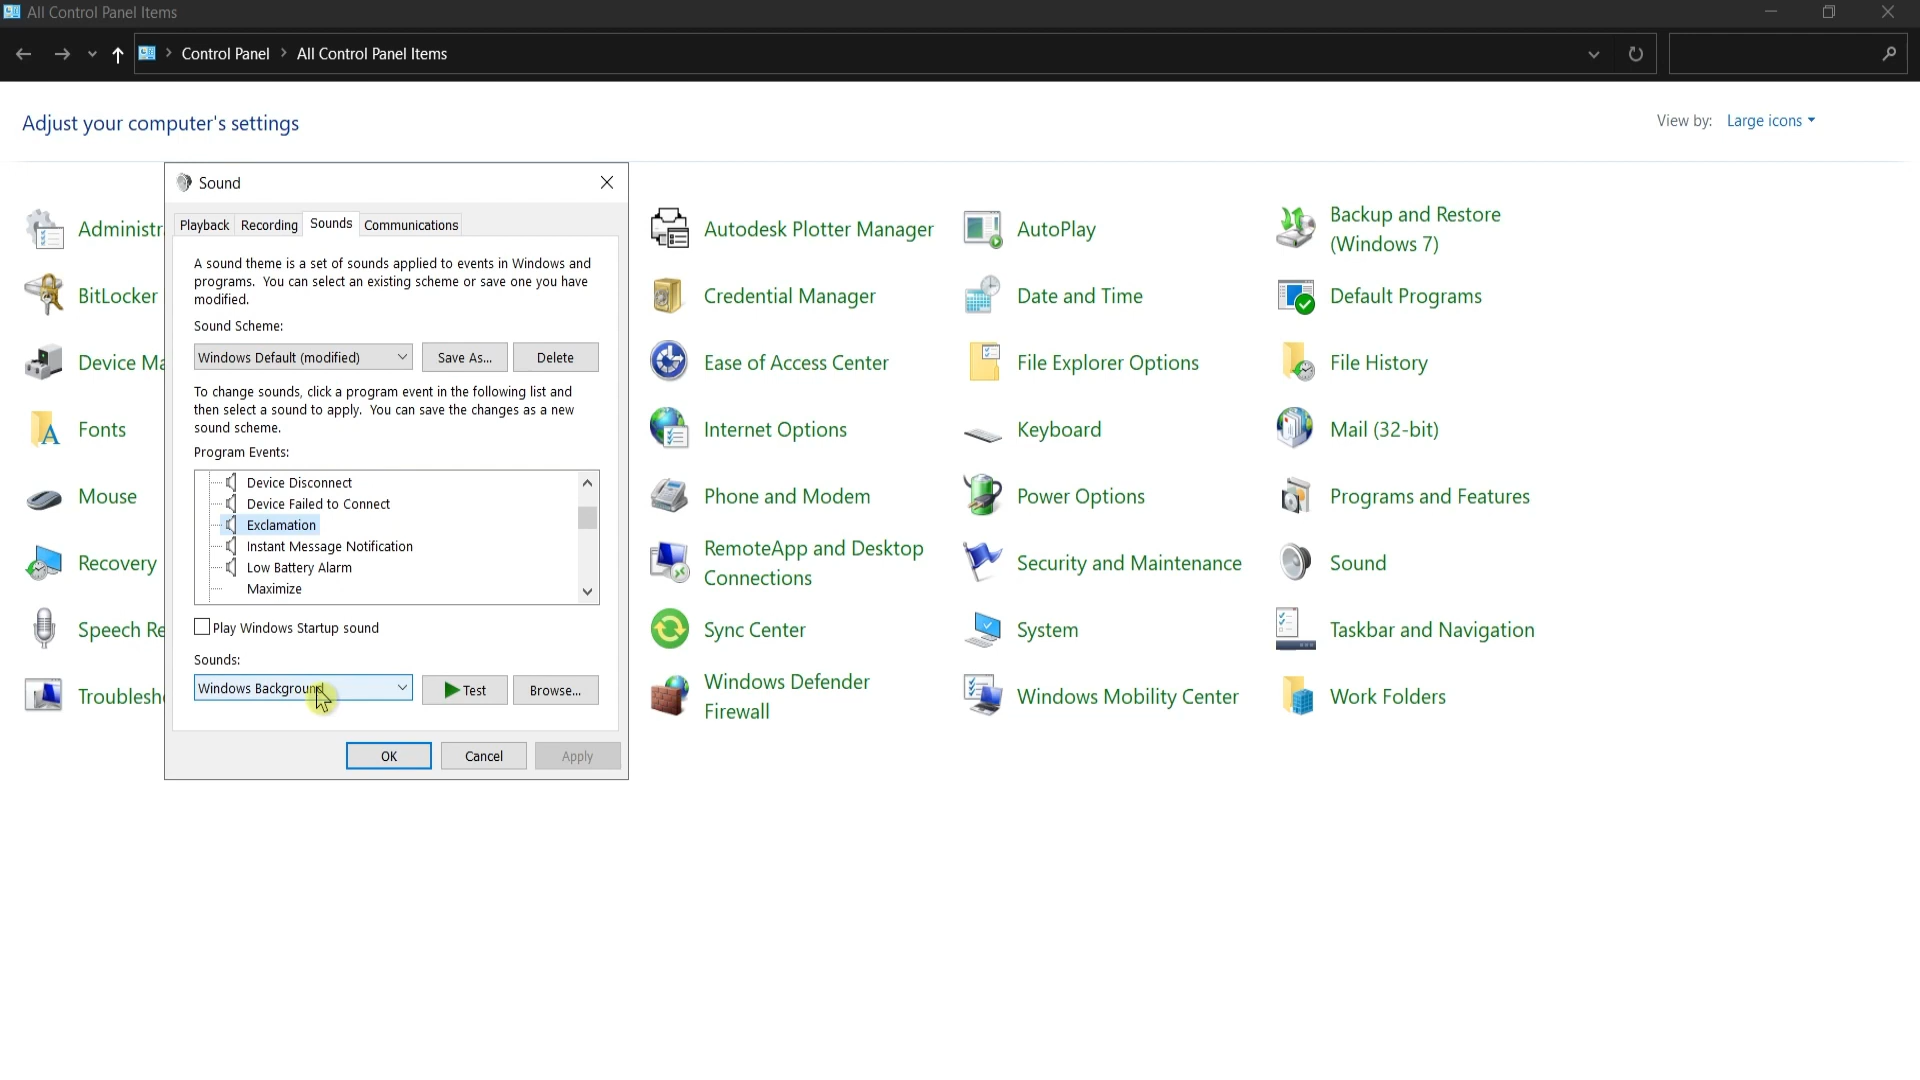 All Control Panel Items
Control Panel > All Control Panel Items
Adjust your computer's settings
View by: Large icons
Sound
Playback Recording Sounds Communications
A sound theme is a set of sounds applied to events in Windows and
programs. You can select an existing scheme or save one you have
modified.
Sound Scheme:
Windows Default (modified) Save As... Delete
To change sounds, click a program event in the following list and
then select a sound to apply. You can save the changes as a new
sound scheme.
Program Events:
Device Disconnect
Device Failed to Connect
Exclamation
Instant Message Notification
Low Battery Alarm
Maximize
Play Windows Startup sound
Sounds:
Windows Background Test Browse...
OK Cancel Apply
Administr
BitLocker
Device Ma
Fonts
Mouse
Recovery
Speech Re
Troublesh
Autodesk Plotter Manager
Credential Manager
Ease of Access Center
Internet Options
Phone and Modem
RemoteApp and Desktop
Connections
Sync Center
Windows Defender
Firewall
AutoPlay
Date and Time
File Explorer Options
Keyboard
Power Options
Security and Maintenance
System
Windows Mobility Center
Backup and Restore
(Windows 7)
Default Programs
File History
Mail (32-bit)
Programs and Features
Sound
Taskbar and Navigation
Work Folders